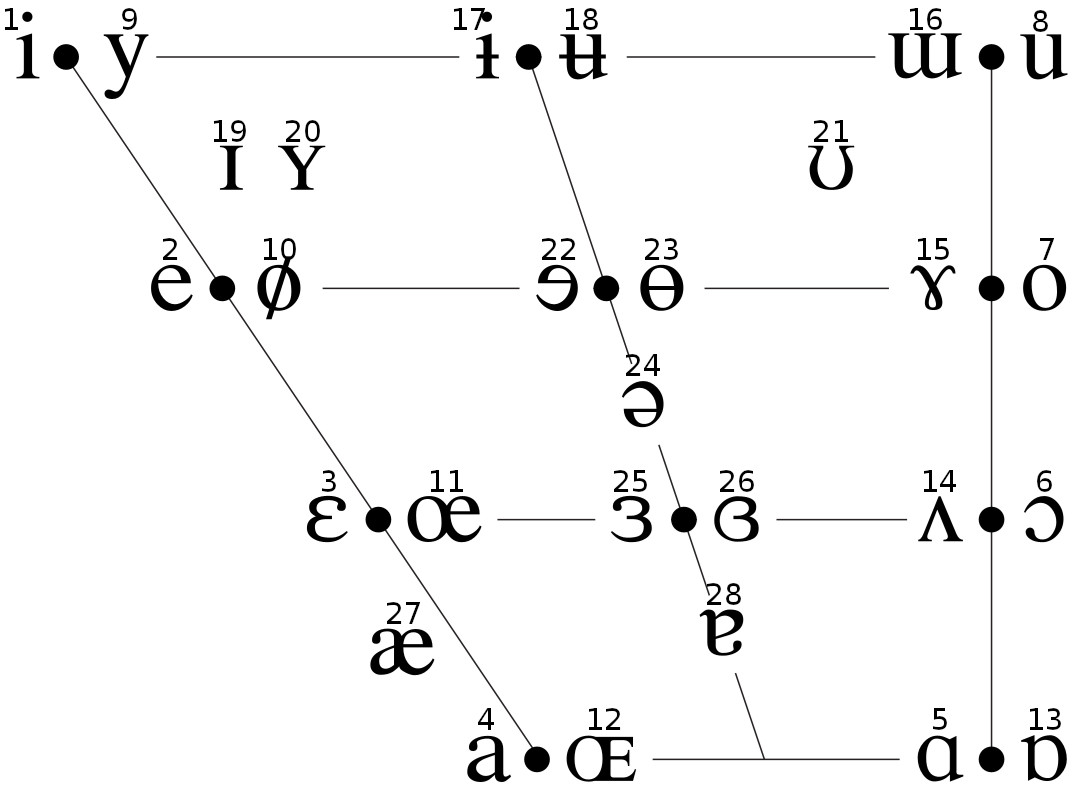 1 9 17 18 16 8
i y ɨ ʉ ɯ u
19 20 21
ɪ ʏ ʊ
2 10 22 23 15 7
e ø ɘ ɵ ɤ o
24
ə
3 11 25 26 14 6
ɛ œ ɜ ɞ ʌ ɔ
27 28
æ ɐ
4 12 5 13
a ɶ ɑ ɒ